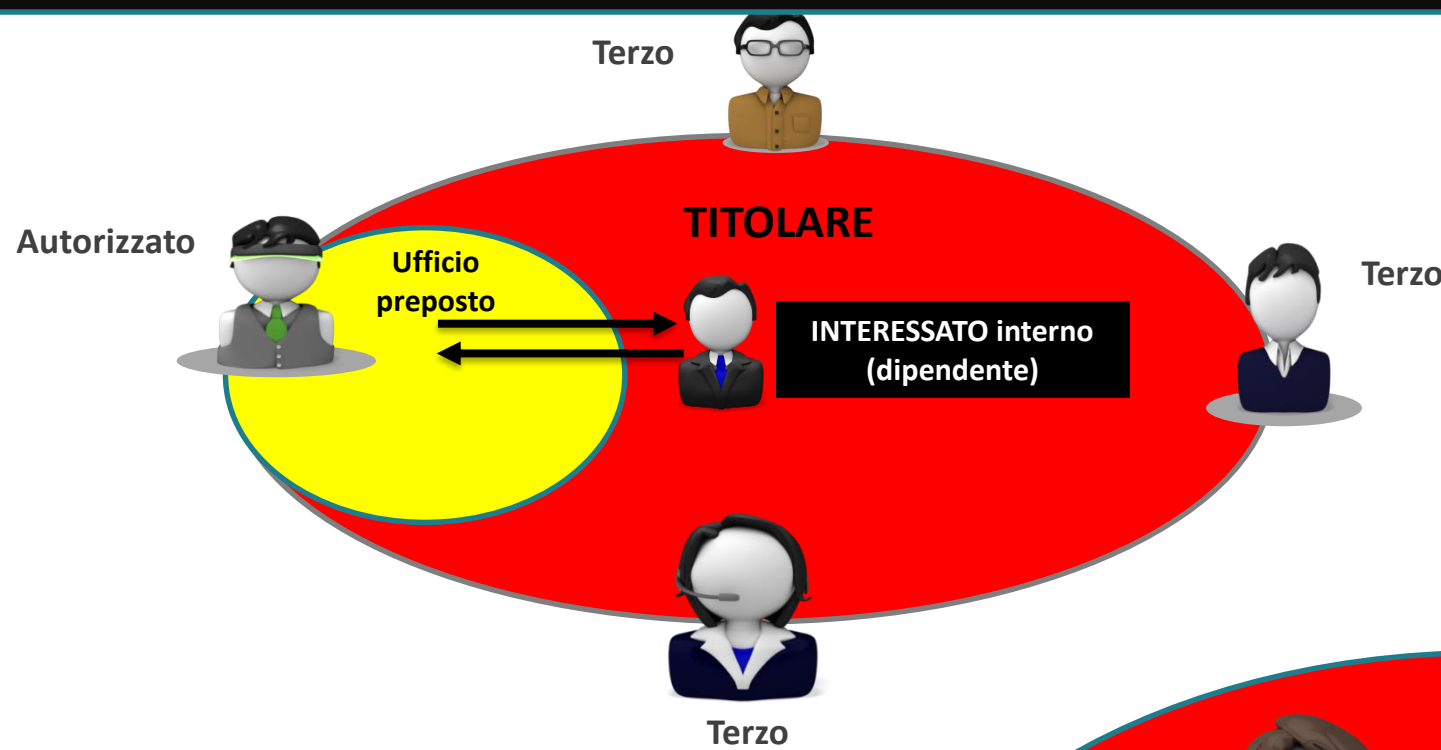 Terzo
TITOLARE
Autorizzato
Ufficio
preposto
Terzo
INTERESSATO interno
(dipendente)
Terzo